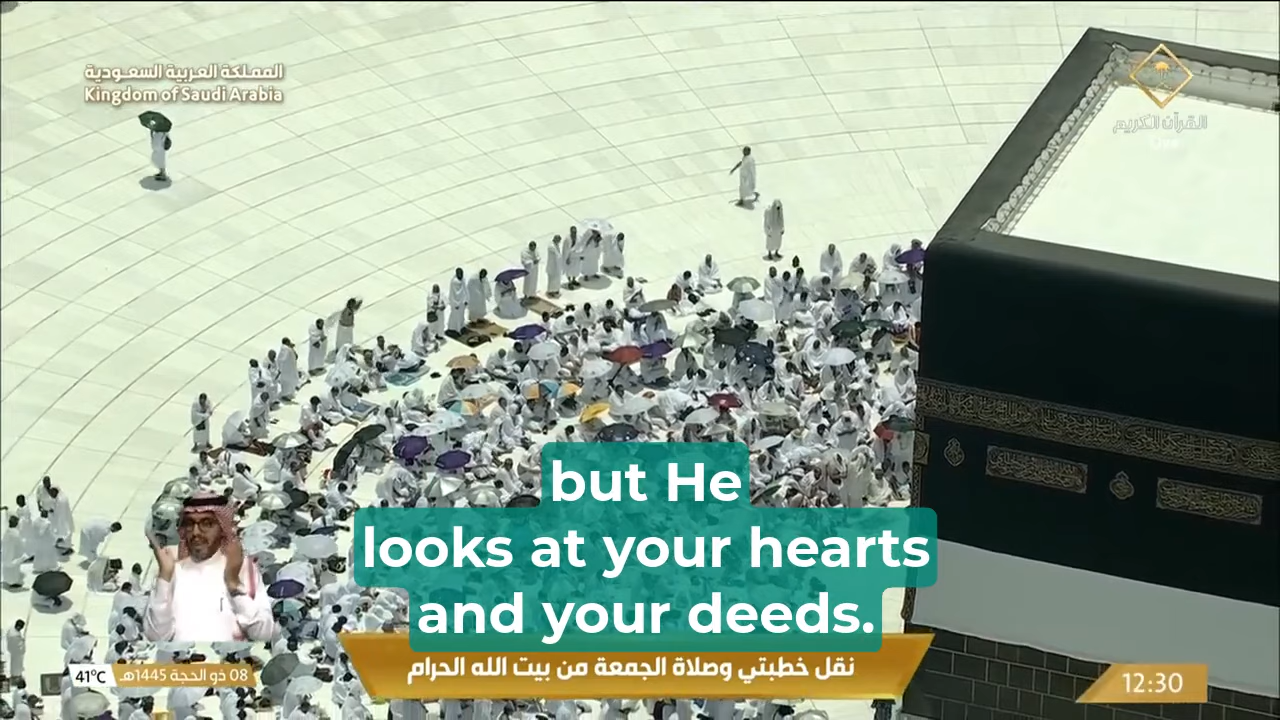 المملكة العربية السعودية
Kingdom of Saudi Arabia
القرآن الكريم
Live
but He
looks at your hearts
and your deeds.
نقل خطبتي وصلاة الجمعة من بيت الله الحرام
41°C
08 ذو الحجة 1445هـ
12:30